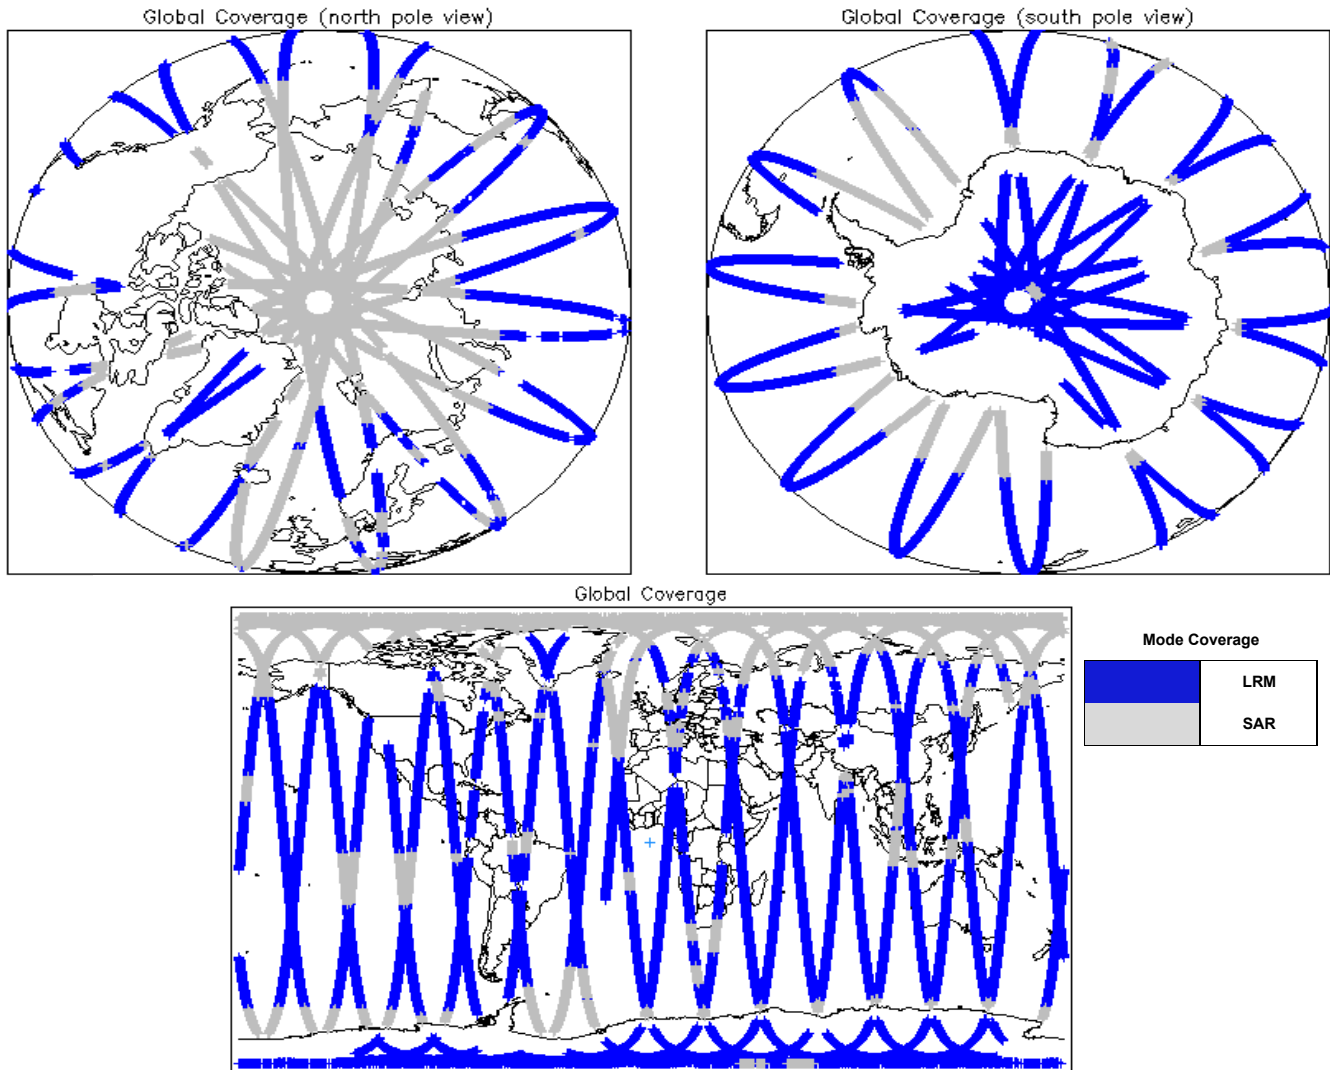 Global Coverage (north pole view)
Global Coverage (south pole view)
Global Coverage
Mode Coverage
LRM
SAR